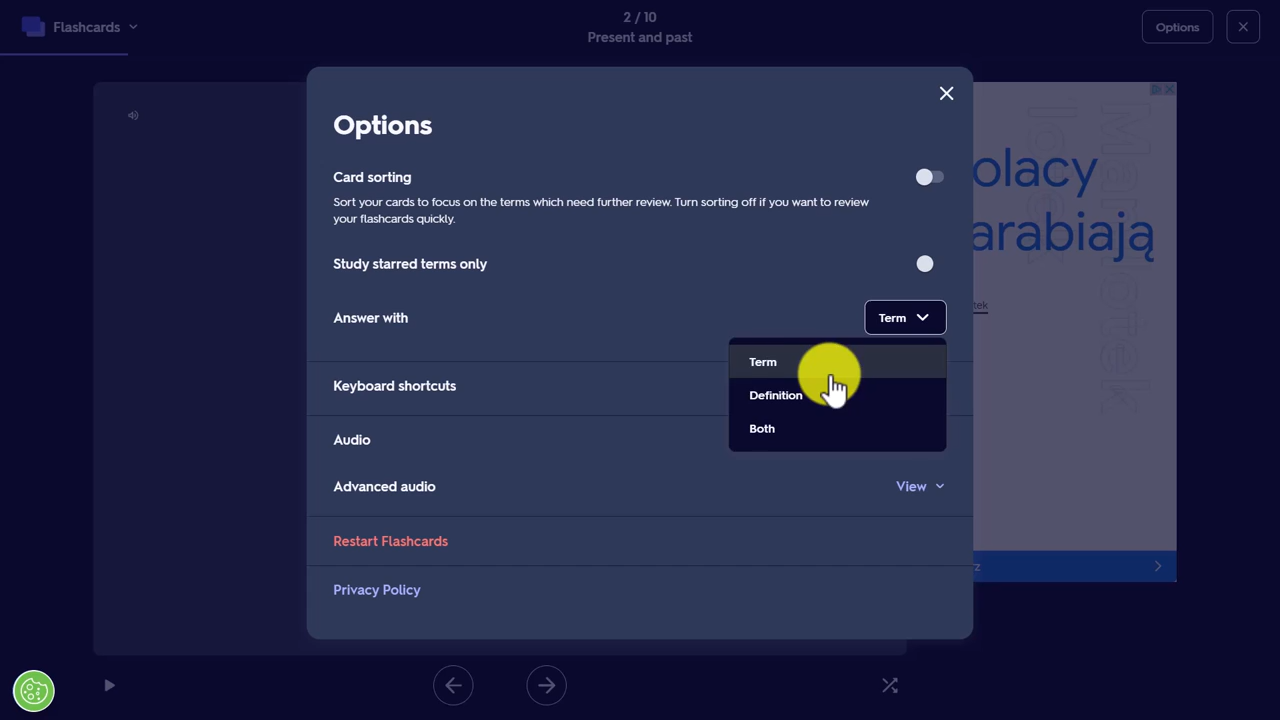 Flashcards
2 / 10
Present and past
Options
Options
Card sorting
Sort your cards to focus on the terms which need further review. Turn sorting off if you want to review
your flashcards quickly.
Study starred terms only
Answer with
Term
Term
Definition
Both
Keyboard shortcuts
Audio
Advanced audio
View
Restart Flashcards
Privacy Policy
olacy
arabiają
tek
z